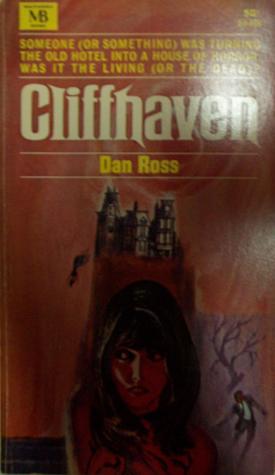 MB
SOMEONE (OR SOMETHING) WAS TURNING
THE OLD HOTEL INTO A HOUSE OF HORROR.
WAS IT THE LIVING (OR THE DEAD)?
Cliffhaven
Dan Ross